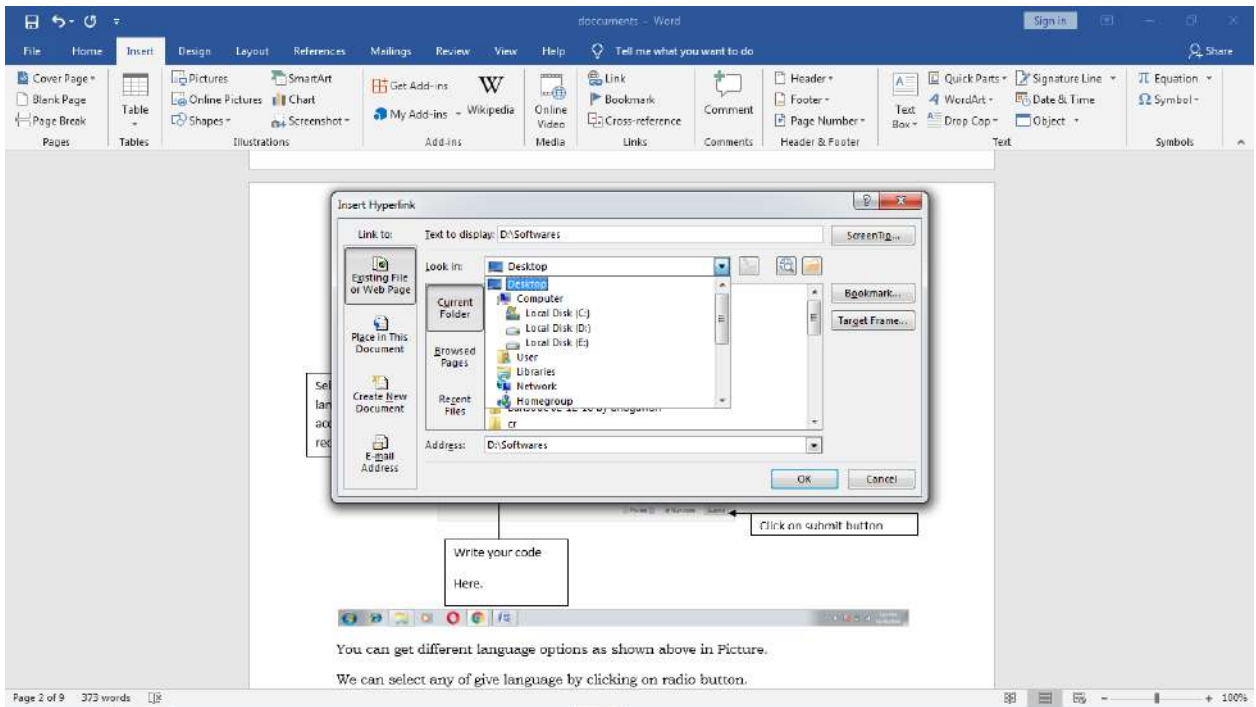 doccuments - Word
Sign in
File Home Insert Design Layout References Mailings Review View Help Tell me what you want to do Share
Cover Page
Blank Page
Page Break
Pages
Table
Tables
Pictures
Online Pictures
Shapes
SmartArt
Chart
Screenshot
Illustrations
Get Add-ins
My Add-ins
Wikipedia
Add-ins
Online
Video
Media
Link
Bookmark
Cross-reference
Links
Comment
Comments
Header
Footer
Page Number
Header & Footer
Text
Box
Quick Parts
WordArt
Drop Cap
Signature Line
Date & Time
Object
Text
Equation
Symbol
Symbols
Insert Hyperlink
Link to:
Text to display: D:\Softwares
ScreenTip...
Existing File
or Web Page
Place in This
Document
Create New
Document
E-mail
Address
Look in: Desktop
Current
Folder
Browsed
Pages
Recent
Files
Desktop
Computer
Local Disk (C:)
Local Disk (D:)
Local Disk (E:)
User
Libraries
Network
Homegroup
cr
Bookmark...
Target Frame...
Address: D:\Softwares
OK Cancel
Click on submit button
Write your code
Here.
You can get different language options as shown above in Picture.
We can select any of give language by clicking on radio button.
Page 2 of 9 373 words 100%